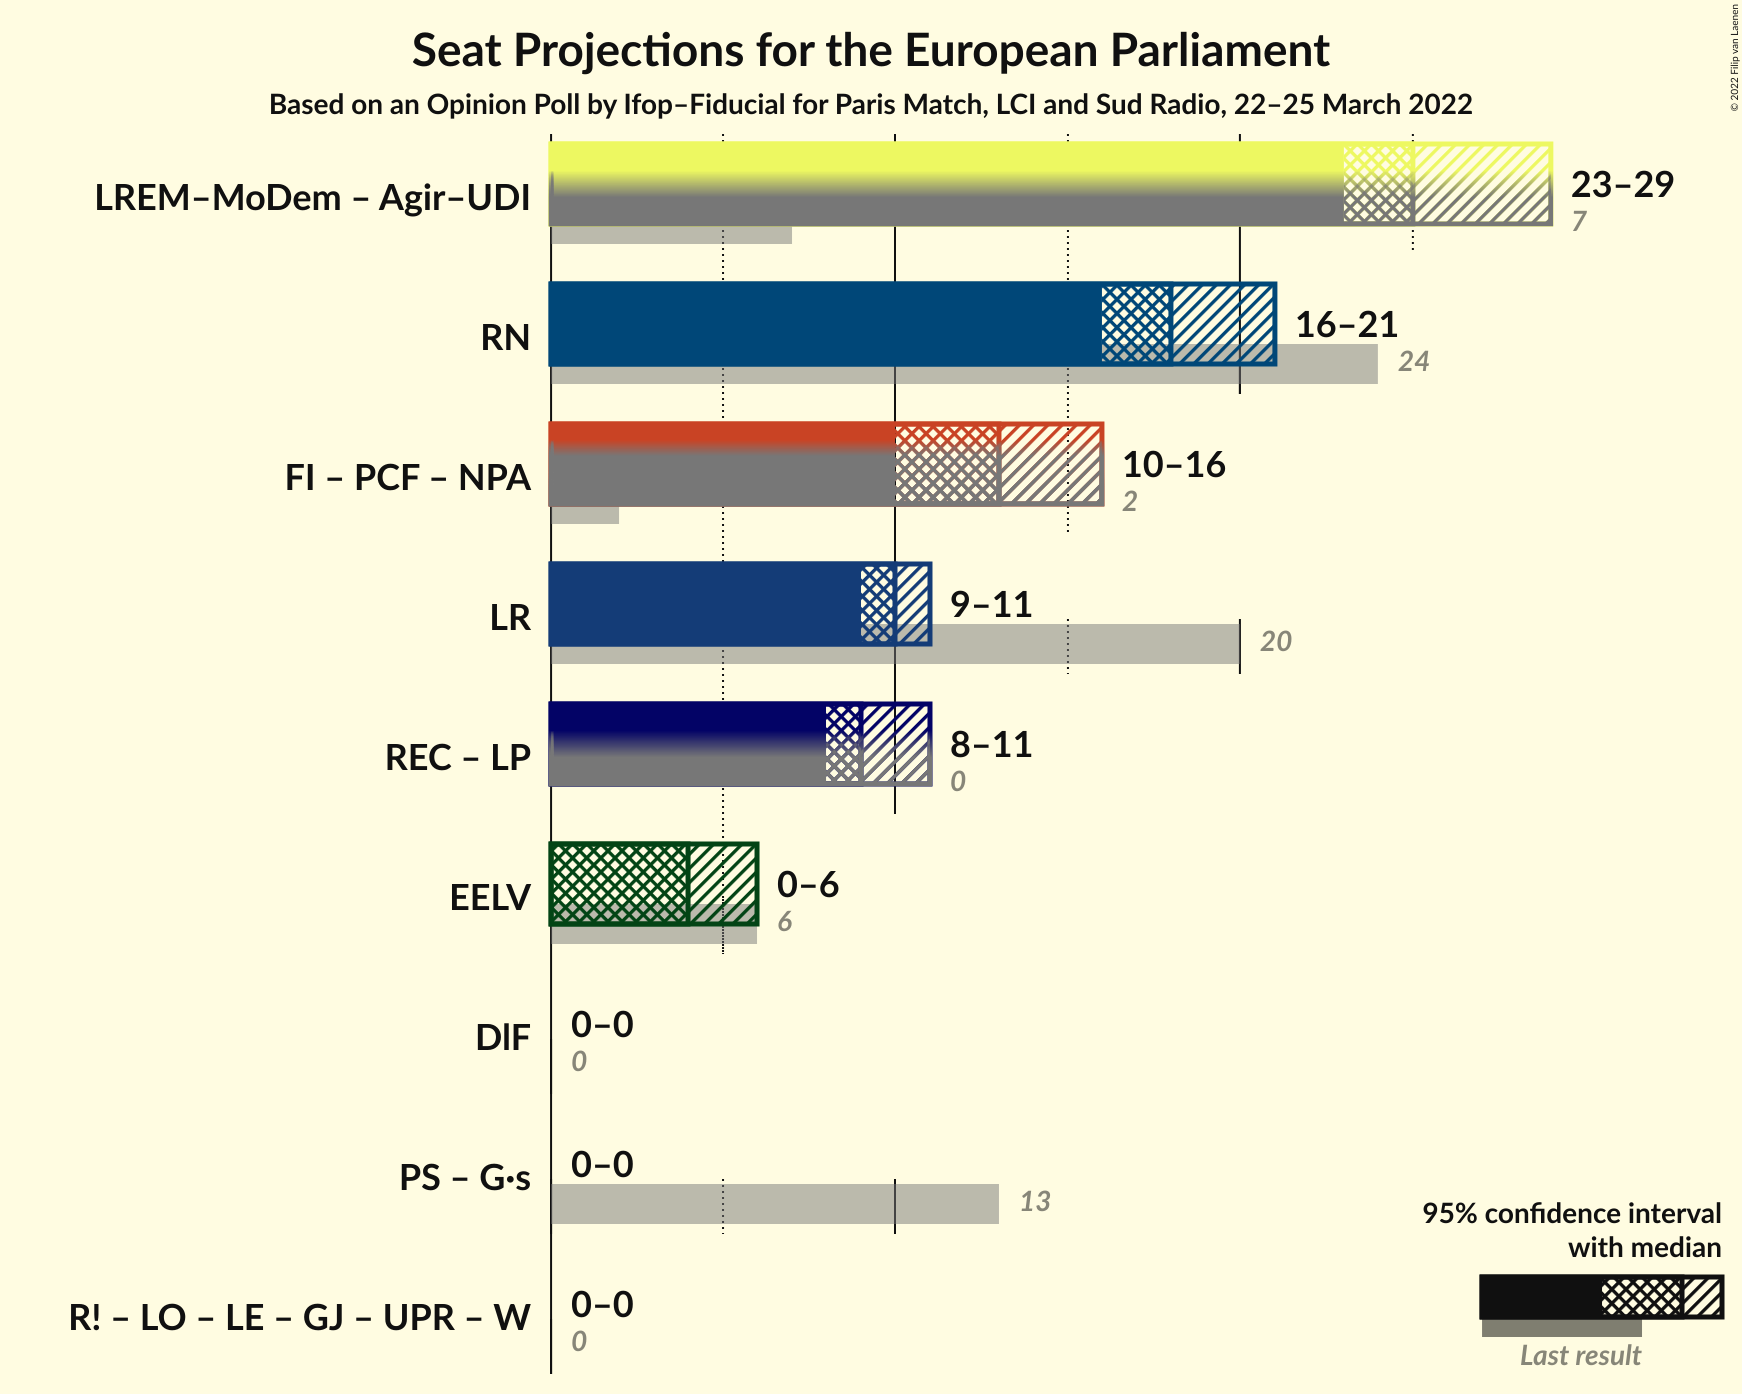 Seat Projections for the European Parliament
Based on an Opinion Poll by Ifop–Fiducial for Paris Match, LCI and Sud Radio, 22–25 March 2022
© 2022 Filip van Laenen
LREM–MoDem – Agir–UDI
23–29
7
RN
16–21
24
FI – PCF – NPA
10–16
2
LR
9–11
20
REC – LP
8–11
0
EELV
0–6
6
DlF
0–0
0
PS – G·s
0–0
13
R! – LO – LE – GJ – UPR – W
0–0
0
95% confidence interval
with median
Last result